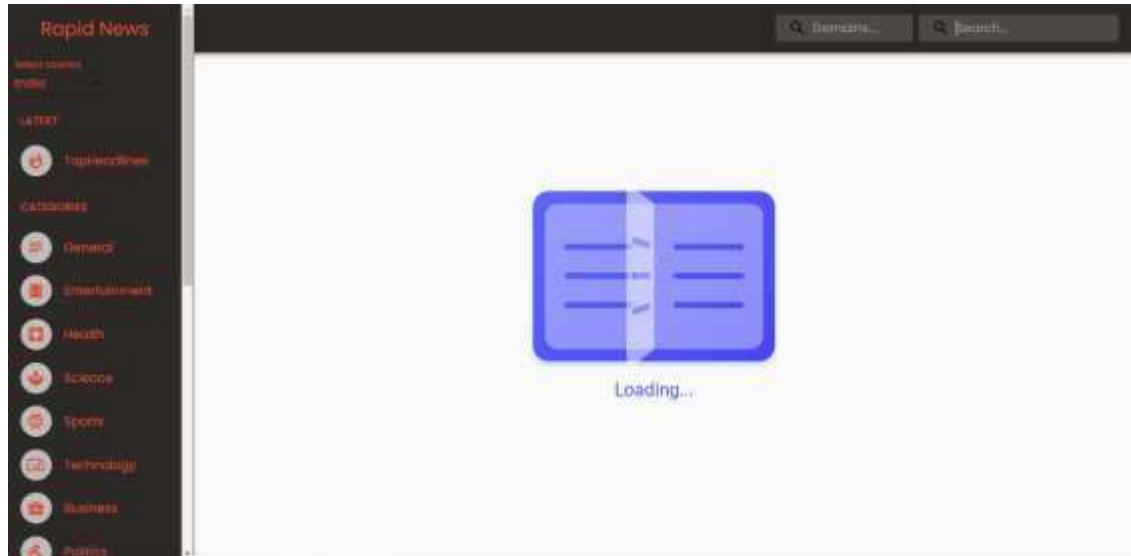 Rapid News
Domains...
Search...
Select country
India
LATEST
TopHeadlines
CATEGORIES
General
Entertainment
Health
Science
Sports
Technology
Business
Politics
Loading...